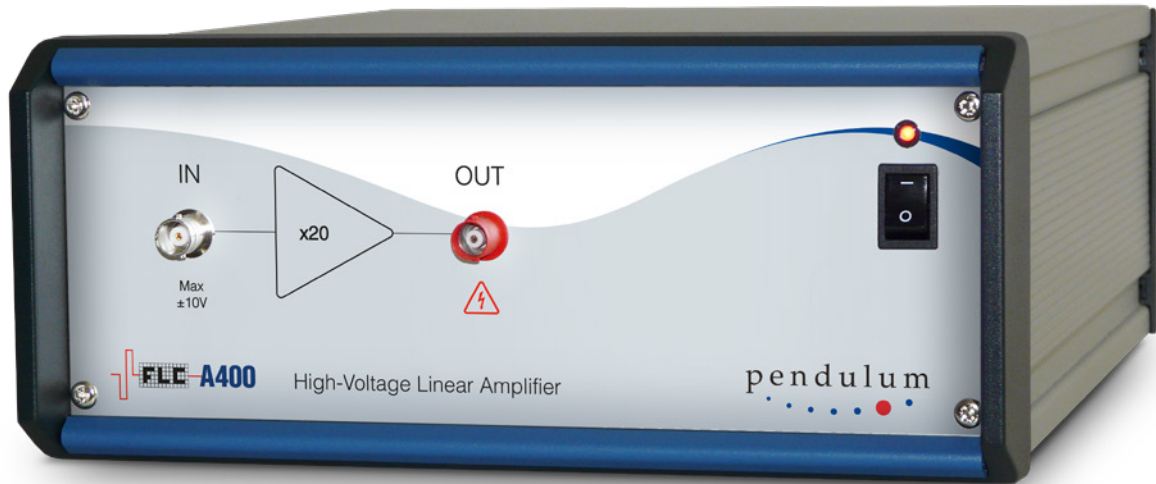 IN
OUT
x20
Max
±10V
FLC A400
High-Voltage Linear Amplifier
pendulum